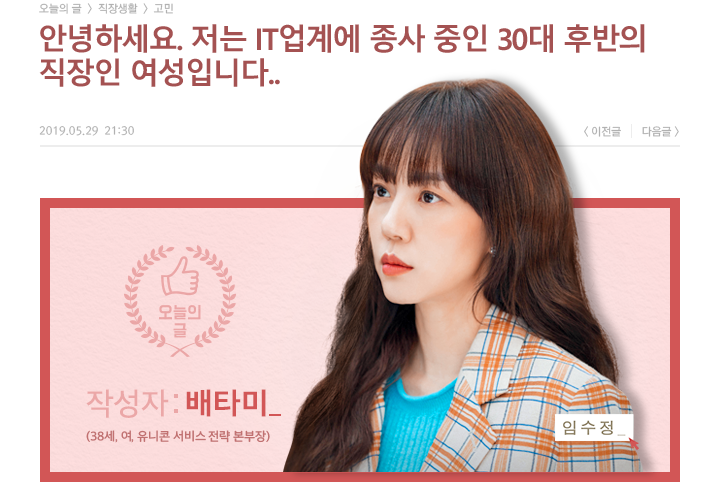 오늘의 글 > 직장생활 > 고민
안녕하세요. 저는 IT업계에 종사 중인 30대 후반의
직장인 여성입니다..
2019.05.29 21:30
< 이전글 | 다음글 >
오늘의
글
작성자 : 배타미_
(38세, 여, 유니콘 서비스 전략 본부장)
임수정_